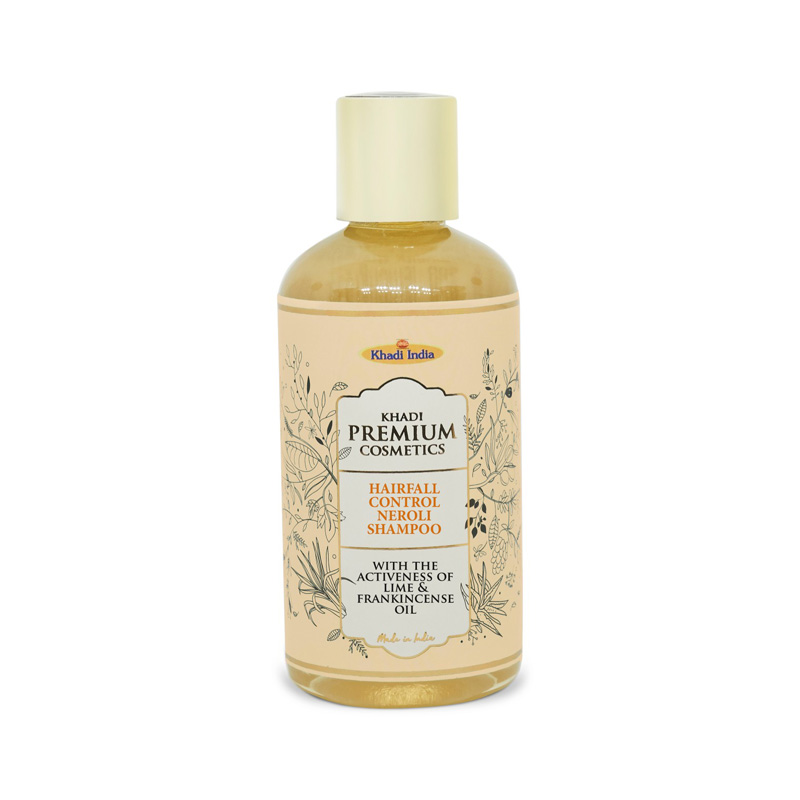 Khadi India
KHADI
PREMIUM
COSMETICS
HAIRFALL
CONTROL
NEROLI
SHAMPOO
WITH THE
ACTIVENESS OF
LIME &
FRANKINCENSE
OIL
Made in India